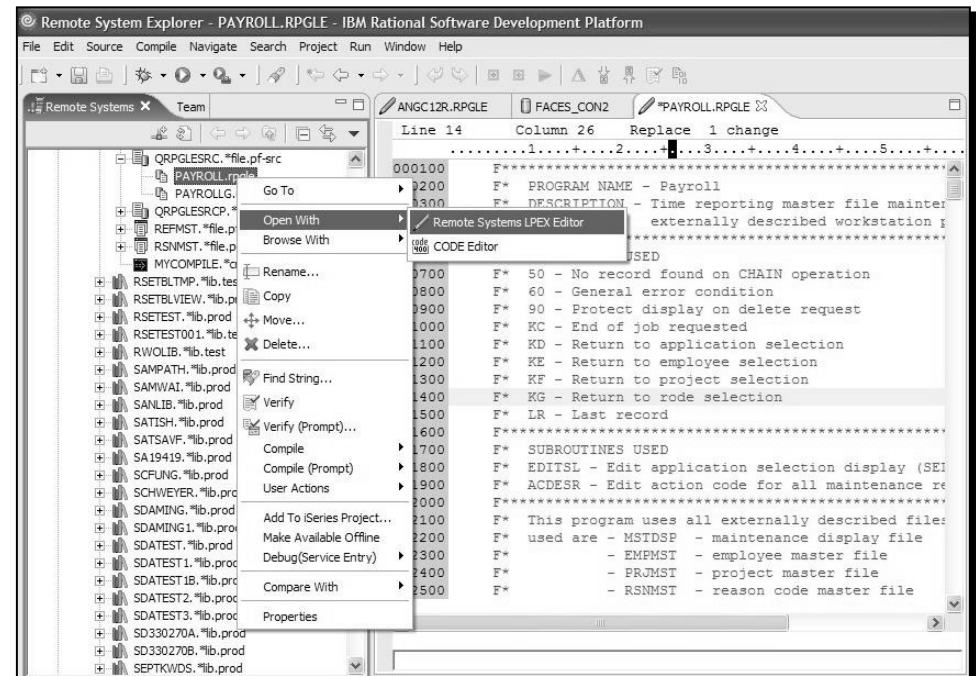 Remote System Explorer - PAYROLL.RPGLE - IBM Rational Software Development Platform
File Edit Source Compile Navigate Search Project Run Window Help
Remote Systems Team
QRPGLESRC.*file.pf-src
PAYROLL.rpgle
PAYROLLG.
QRPGLESRCP.*
REFMST.*file.p
RSNMST.*file.p
MYCOMPILE.*c
RSETBLTMP.*lib.tes
RSETBLVIEW.*lib.p
RSETEST.*lib.prod
RSETEST001.*lib.te
RWOLIB.*lib.test
SAMPATH.*lib.prod
SAMWAI.*lib.prod
SANLIB.*lib.prod
SATISH.*lib.prod
SATSAVF.*lib.prod
SA19419.*lib.prod
SCFUNG.*lib.prod
SCHWEYER.*lib.pro
SDAMING.*lib.prod
SDAMING1.*lib.pro
SDATEST.*lib.prod
SDATEST1.*lib.pro
SDATEST1B.*lib.pro
SDATEST2.*lib.prod
SDATEST3.*lib.prod
SD330270A.*lib.prod
SD330270B.*lib.prod
SEPTKWDS.*lib.prod
Go To
Open With
Browse With
Rename...
Copy
Move...
Delete...
Find String...
Verify
Verify (Prompt)...
Compile
Compile (Prompt)
User Actions
Add To iSeries Project...
Make Available Offline
Debug(Service Entry)
Compare With
Properties
Remote Systems LPEX Editor
CODE Editor
ANGC12R.RPGLE FACES_CON2 *PAYROLL.RPGLE
Line 14 Column 26 Replace 1 change
.........1....+....2....+....3....+....4....+....5....+....
000100 F*****************************************************
0200 F* PROGRAM NAME - Payroll
0300 F* DESCRIPTION - Time reporting master file mainten
externally described workstation p
*****************************************
USED
0700 F* 50 - No record found on CHAIN operation
0800 F* 60 - General error condition
0900 F* 90 - Protect display on delete request
1000 F* KC - End of job requested
1100 F* KD - Return to application selection
1200 F* KE - Return to employee selection
1300 F* KF - Return to project selection
1400 F* KG - Return to rode selection
1500 F* LR - Last record
1600 F*****************************************************
1700 F* SUBROUTINES USED
1800 F* EDITSL - Edit application selection display (SEL
1900 F* ACDESR - Edit action code for all maintenance re
2000 F*****************************************************
2100 F* This program uses all externally described files
2200 F* used are - MSTDSP - maintenance display file
2300 F* - EMPMST - employee master file
2400 F* - PRJMST - project master file
2500 F* - RSNMST - reason code master file